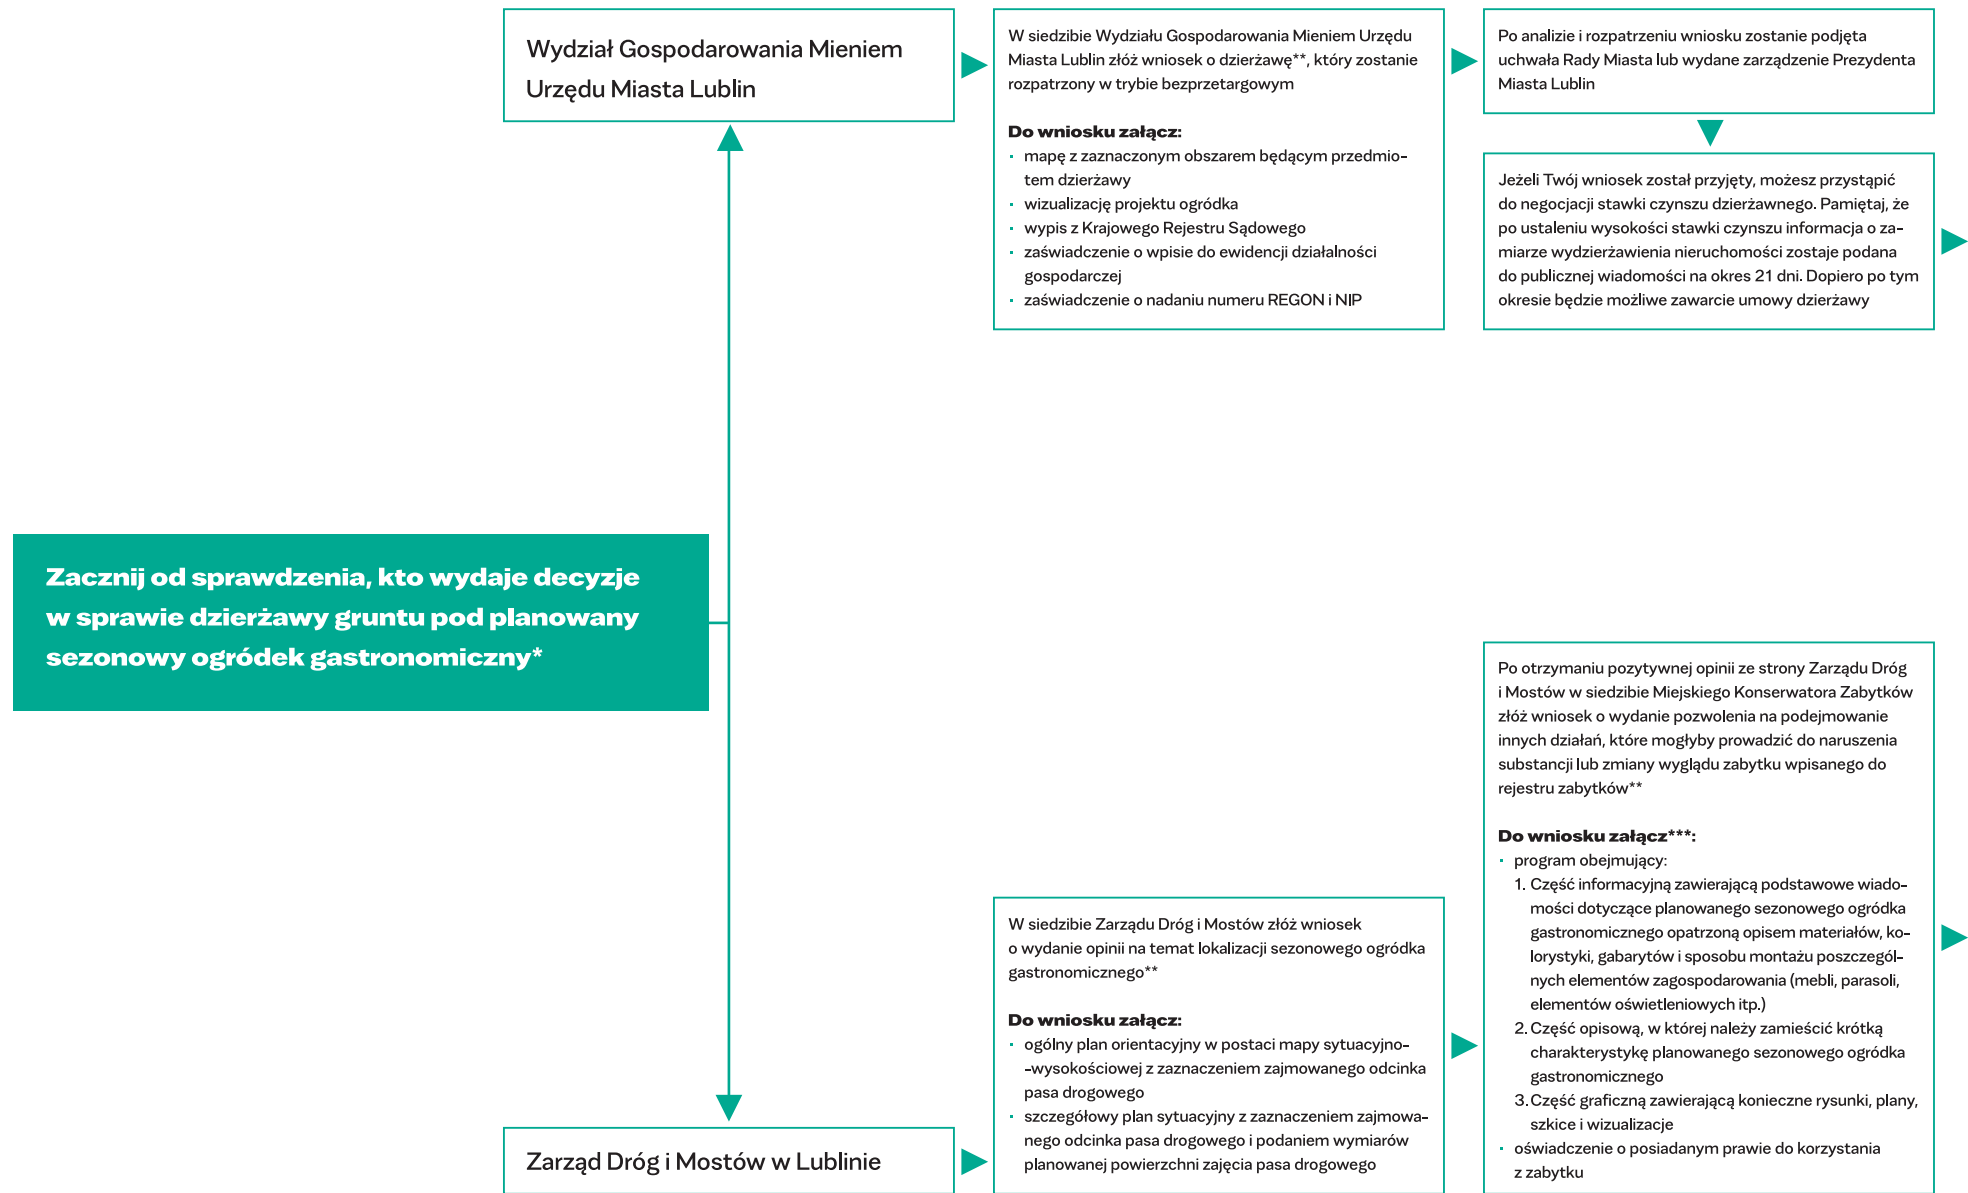 Wydział Gospodarowania Mieniem
Urzędu Miasta Lublin
W siedzibie Wydziału Gospodarowania Mieniem Urzędu
Miasta Lublin złóż wniosek o dzierżawę**, który zostanie
rozpatrzony w trybie bezprzetargowym
Do wniosku załącz:
· mapę z zaznaczonym obszarem będącym przedmio-
tem dzierżawy
· wizualizację projektu ogródka
· wypis z Krajowego Rejestru Sądowego
· zaświadczenie o wpisie do ewidencji działalności
gospodarczej
· zaświadczenie o nadaniu numeru REGON i NIP
Po analizie i rozpatrzeniu wniosku zostanie podjęta
uchwała Rady Miasta lub wydane zarządzenie Prezydenta
Miasta Lublin
Jeżeli Twój wniosek został przyjęty, możesz przystąpić
do negocjacji stawki czynszu dzierżawnego. Pamiętaj, że
po ustaleniu wysokości stawki czynszu informacja o za-
miarze wydzierżawienia nieruchomości zostaje podana
do publicznej wiadomości na okres 21 dni. Dopiero po tym
okresie będzie możliwe zawarcie umowy dzierżawy
Zacznij od sprawdzenia, kto wydaje decyzje
w sprawie dzierżawy gruntu pod planowany
sezonowy ogródek gastronomiczny*
Zarząd Dróg i Mostów w Lublinie
W siedzibie Zarządu Dróg i Mostów złóż wniosek
o wydanie opinii na temat lokalizacji sezonowego ogródka
gastronomicznego**
Do wniosku załącz:
· ogólny plan orientacyjny w postaci mapy sytuacyjno-
-wysokościowej z zaznaczeniem zajmowanego odcinka
pasa drogowego
· szczegółowy plan sytuacyjny z zaznaczeniem zajmowa-
nego odcinka pasa drogowego i podaniem wymiarów
planowanej powierzchni zajęcia pasa drogowego
Po otrzymaniu pozytywnej opinii ze strony Zarządu Dróg
i Mostów w siedzibie Miejskiego Konserwatora Zabytków
złóż wniosek o wydanie pozwolenia na podejmowanie
innych działań, które mogłyby prowadzić do naruszenia
substancji lub zmiany wyglądu zabytku wpisanego do
rejestru zabytków**
Do wniosku załącz***:
· program obejmujący:
1. Część informacyjną zawierającą podstawowe wiado-
mości dotyczące planowanego sezonowego ogródka
gastronomicznego opatrzoną opisem materiałów, ko-
lorystyki, gabarytów i sposobu montażu poszczegól-
nych elementów zagospodarowania (mebli, parasoli,
elementów oświetleniowych itp.)
2. Część opisową, w której należy zamieścić krótką
charakterystykę planowanego sezonowego ogródka
gastronomicznego
3. Część graficzną zawierającą konieczne rysunki, plany,
szkice i wizualizacje
· oświadczenie o posiadanym prawie do korzystania
z zabytku